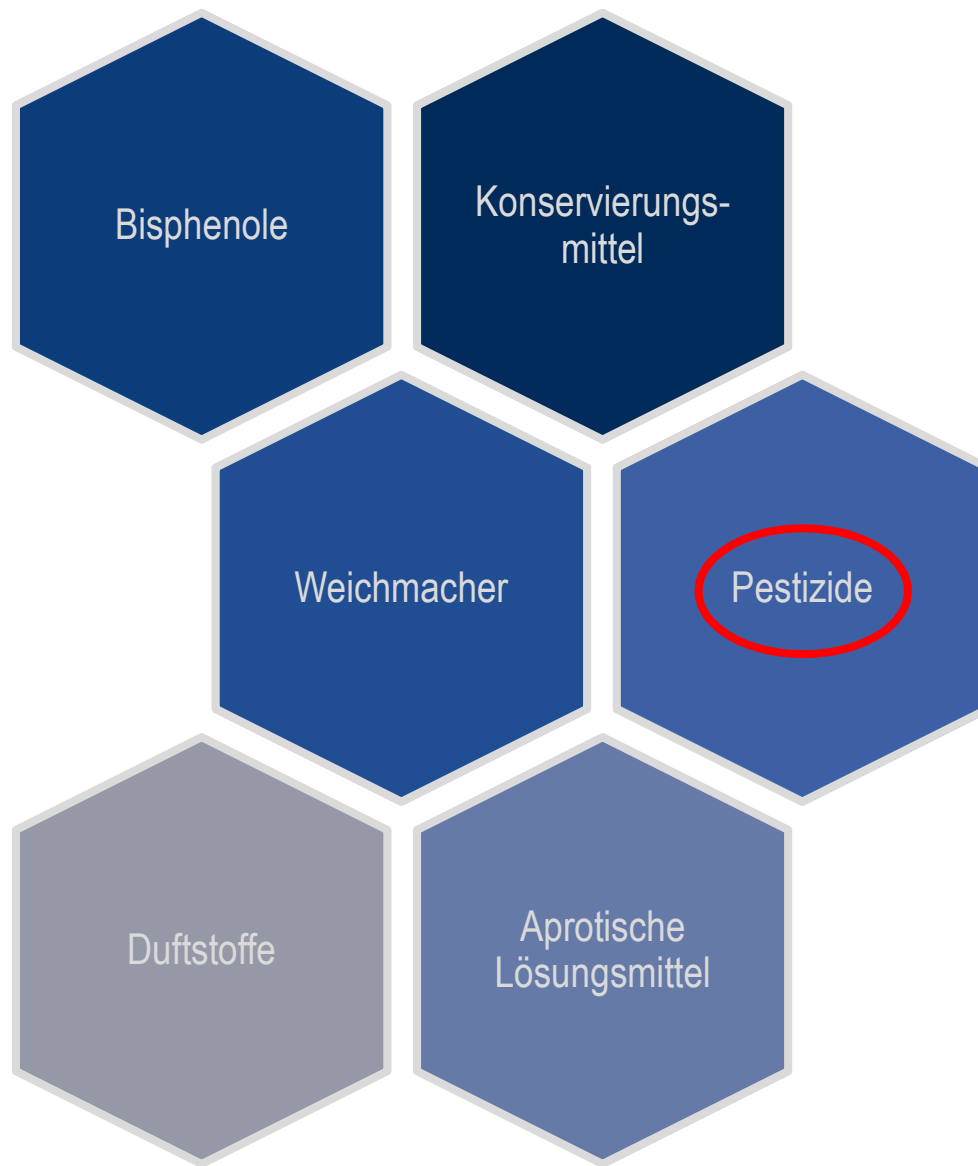 Bisphenole
Konservierungs-
mittel
Weichmacher
Pestizide
Duftstoffe
Aprotische
Lösungsmittel